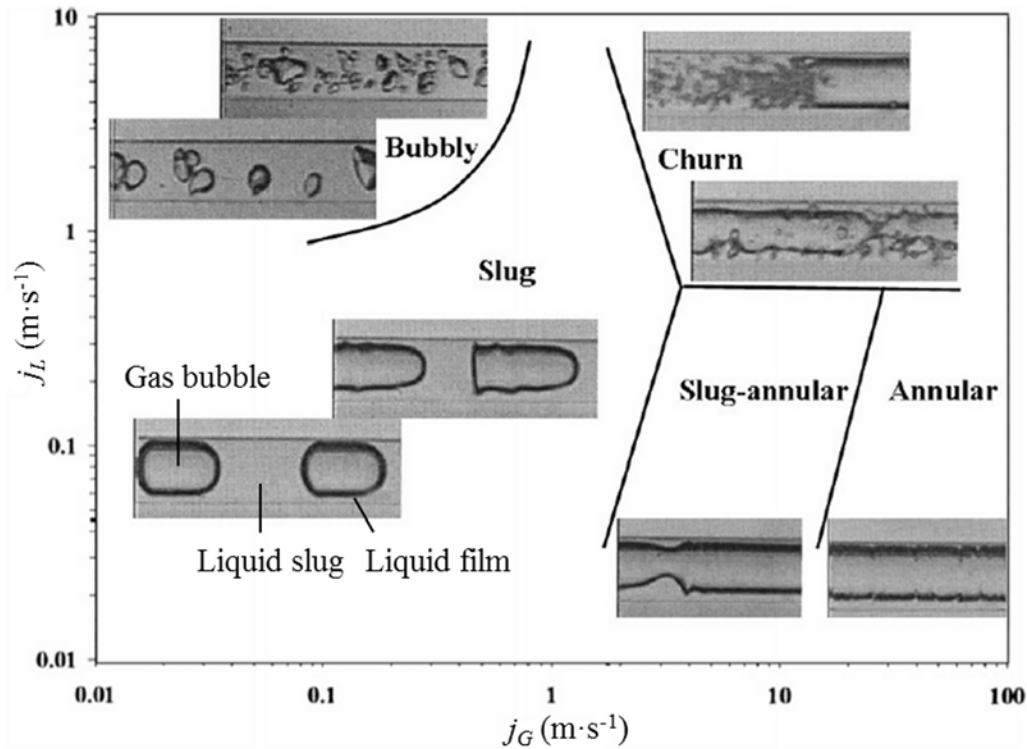 10
Bubbly
Churn
1
Slug
j_L (m·s⁻¹)
Gas bubble
Slug-annular
Annular
0.1
Liquid slug
Liquid film
0.01
0.01
0.1
1
10
100
j_G (m·s⁻¹)